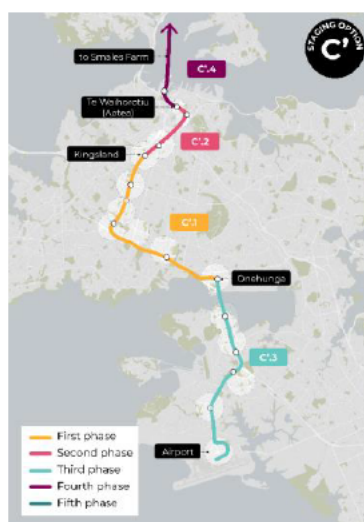 STAGING OPTION
C'
to Smales Farm
C'.4
Te Waihorotiu
(Aotea)
C'.2
Kingsland
C'.1
Onehunga
C'.3
Airport
First phase
Second phase
Third phase
Fourth phase
Fifth phase